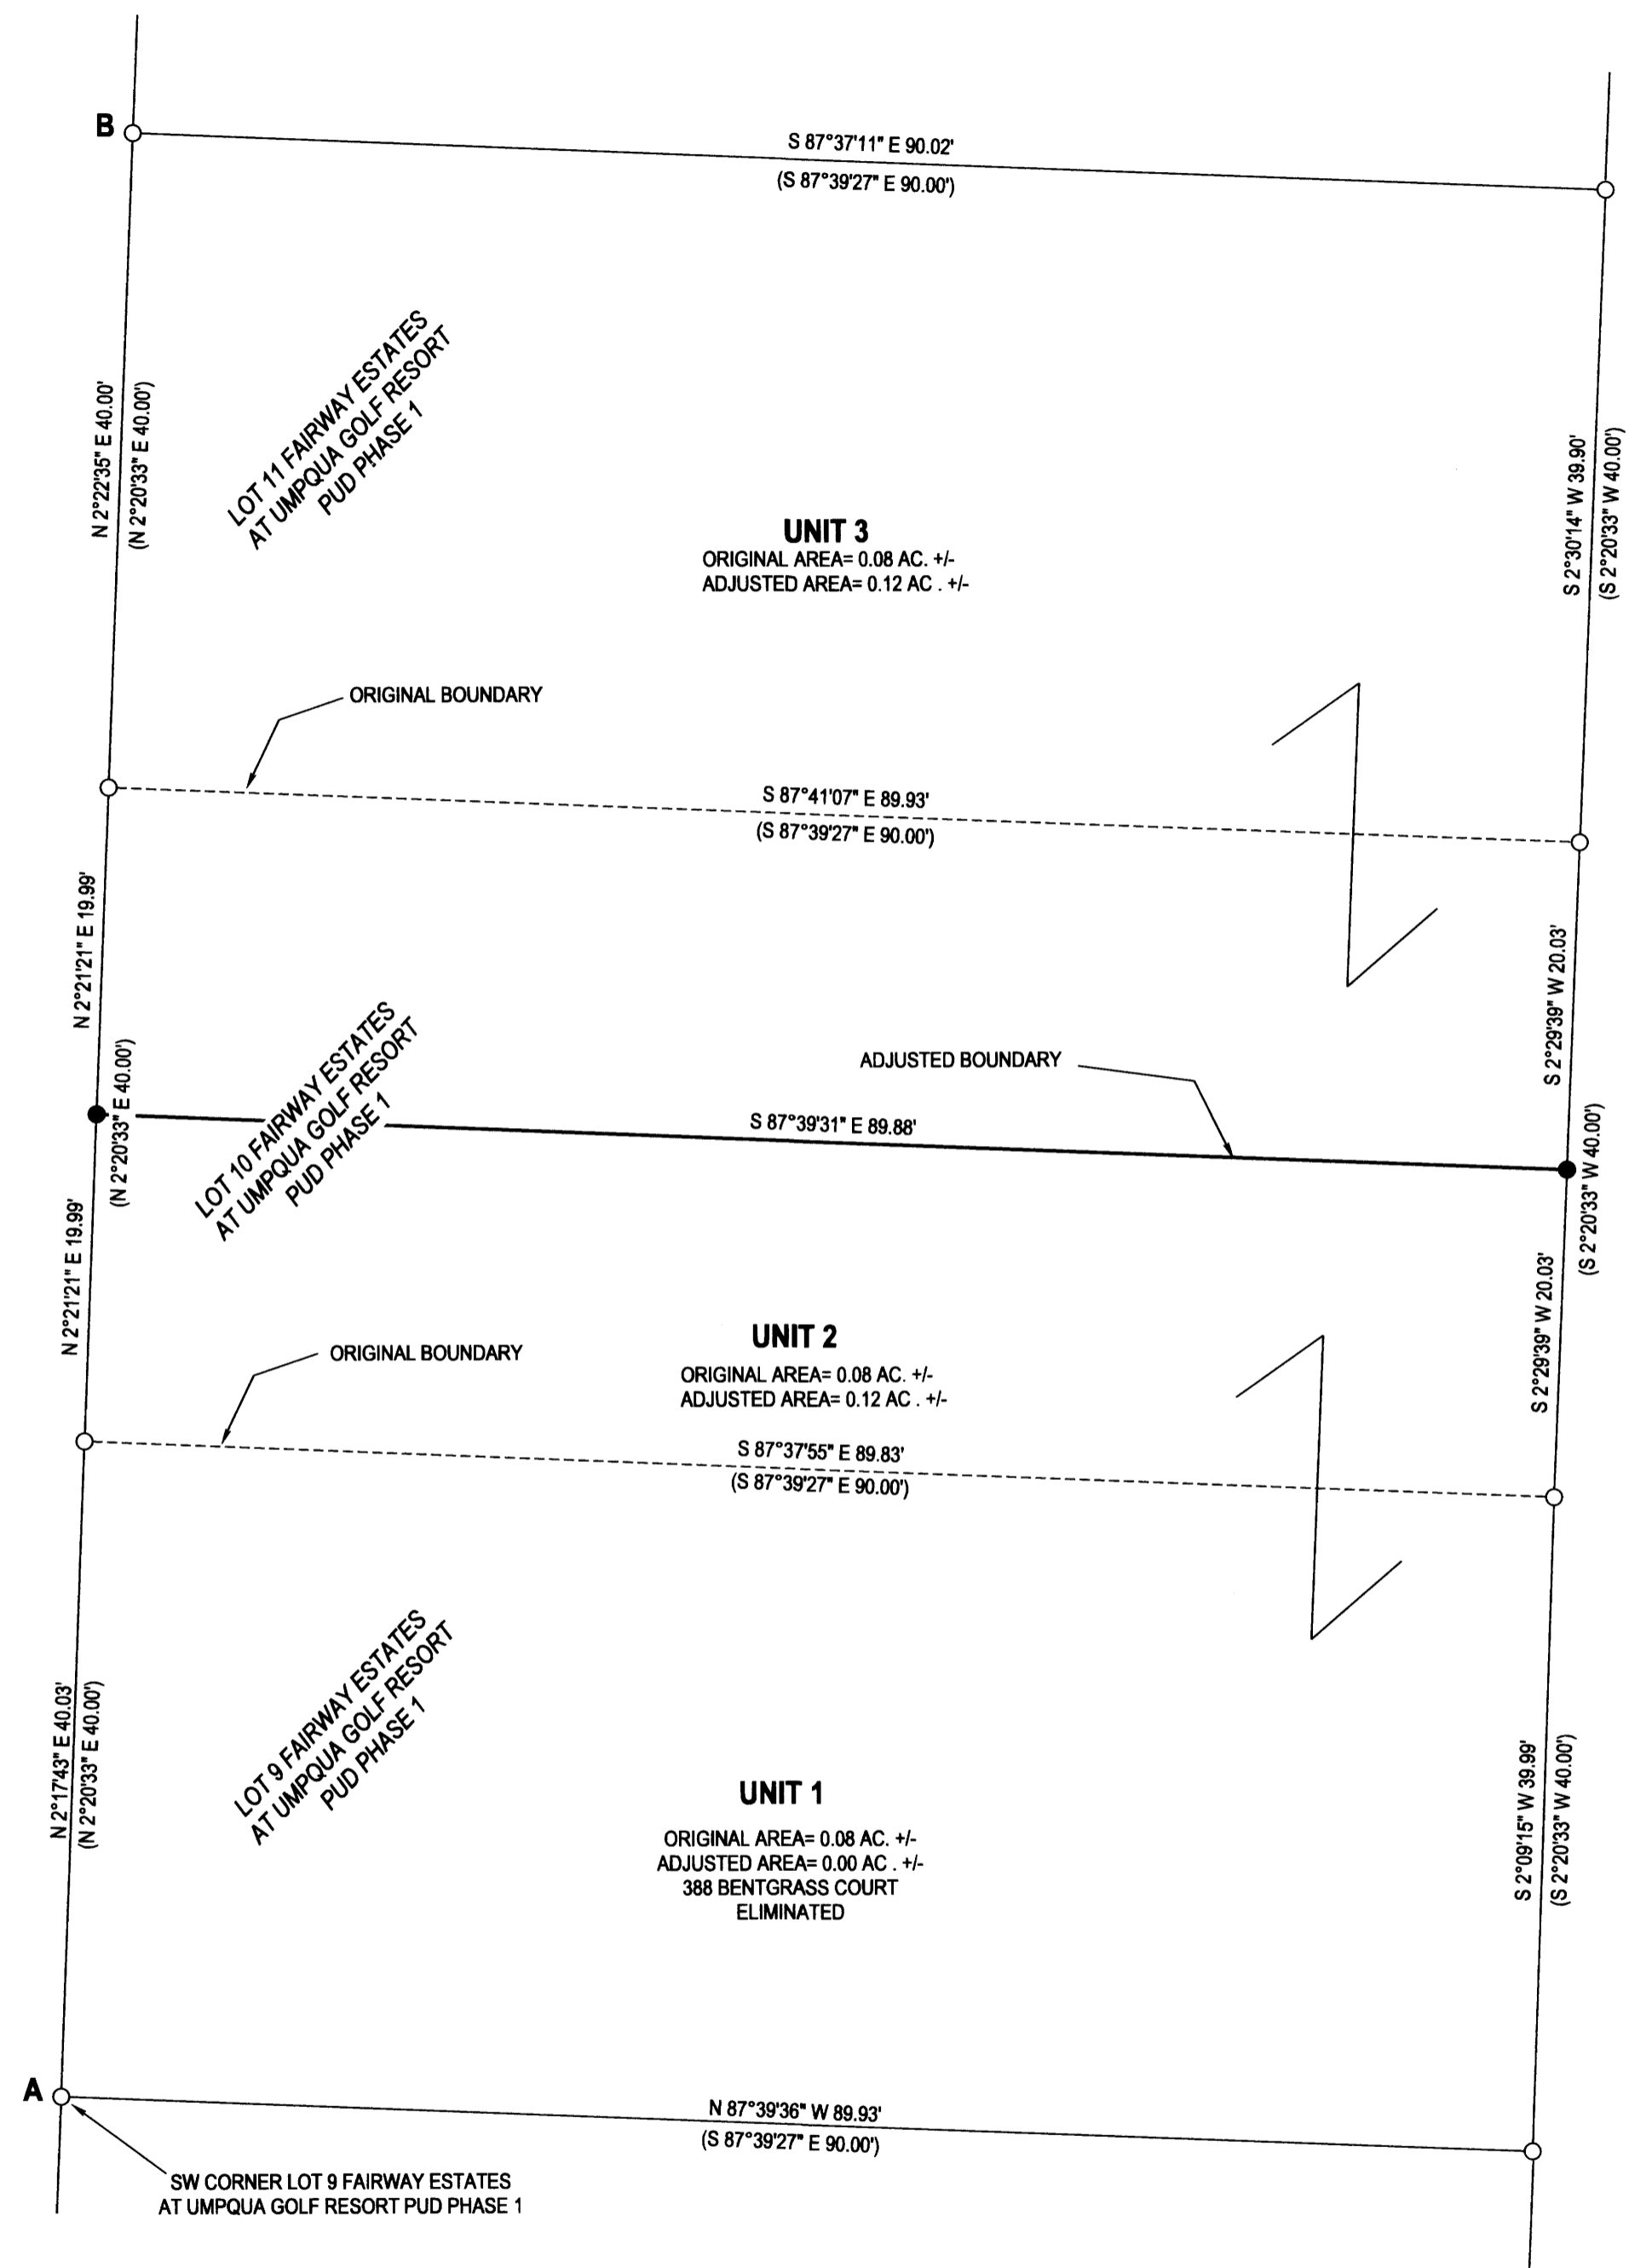 B
S 87°37'11" E 90.02'
(S 87°39'27" E 90.00')
LOT 11 FAIRWAY ESTATES
AT UMPQUA GOLF RESORT
PUD PHASE 1
N 2°22'35" E 40.00'
(N 2°20'33" E 40.00')
UNIT 3
ORIGINAL AREA= 0.08 AC. +/-
ADJUSTED AREA= 0.12 AC . +/-
S 2°30'14" W 39.90'
(S 2°20'33" W 40.00')
ORIGINAL BOUNDARY
S 87°41'07" E 89.93'
(S 87°39'27" E 90.00')
N 2°21'21" E 19.99'
S 2°29'39" W 20.03'
LOT 10 FAIRWAY ESTATES
AT UMPQUA GOLF RESORT
PUD PHASE 1
(N 2°20'33" E 40.00')
ADJUSTED BOUNDARY
S 87°39'31" E 89.88'
(S 2°20'33" W 40.00')
N 2°21'21" E 19.99'
S 2°29'39" W 20.03'
UNIT 2
ORIGINAL BOUNDARY
ORIGINAL AREA= 0.08 AC. +/-
ADJUSTED AREA= 0.12 AC . +/-
S 87°37'55" E 89.83'
(S 87°39'27" E 90.00')
LOT 9 FAIRWAY ESTATES
AT UMPQUA GOLF RESORT
PUD PHASE 1
N 2°17'43" E 40.03'
(N 2°20'33" E 40.00')
UNIT 1
ORIGINAL AREA= 0.08 AC. +/-
ADJUSTED AREA= 0.00 AC . +/-
388 BENTGRASS COURT
ELIMINATED
S 2°09'15" W 39.99'
(S 2°20'33" W 40.00')
A
N 87°39'36" W 89.93'
(S 87°39'27" E 90.00')
SW CORNER LOT 9 FAIRWAY ESTATES
AT UMPQUA GOLF RESORT PUD PHASE 1